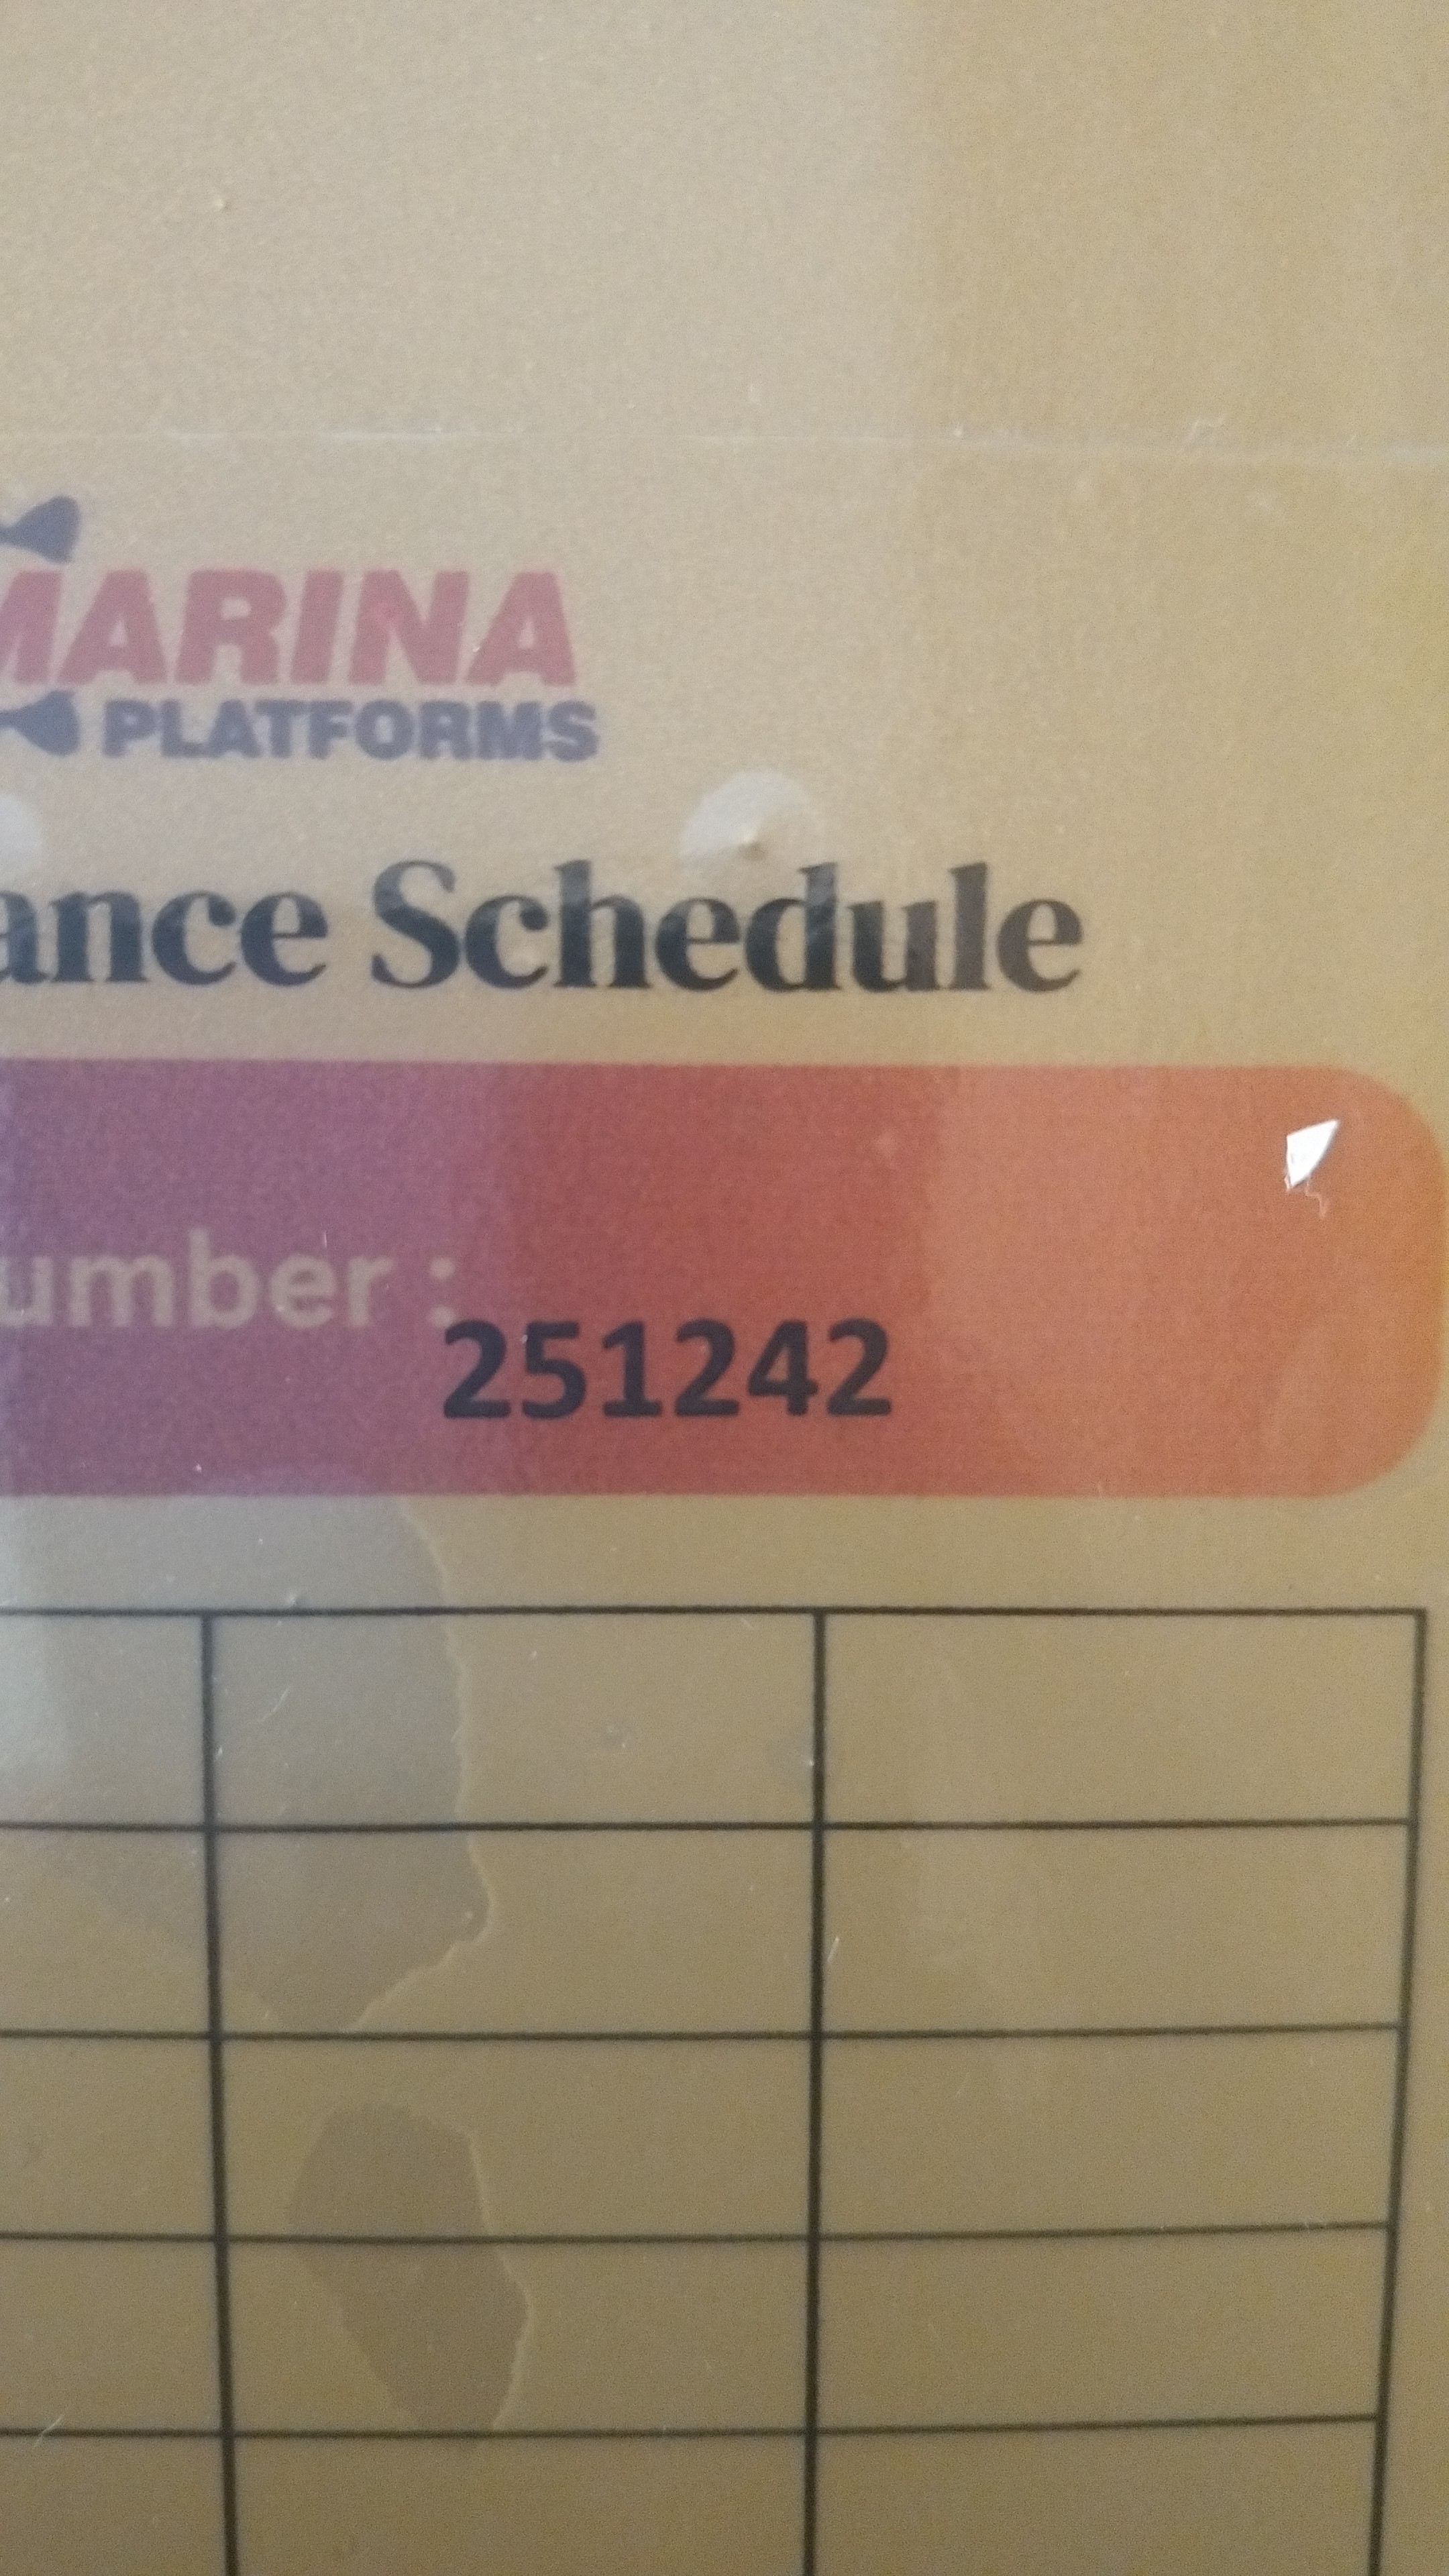 MARINA
PLATFORMS
ance Schedule
umber :
251242